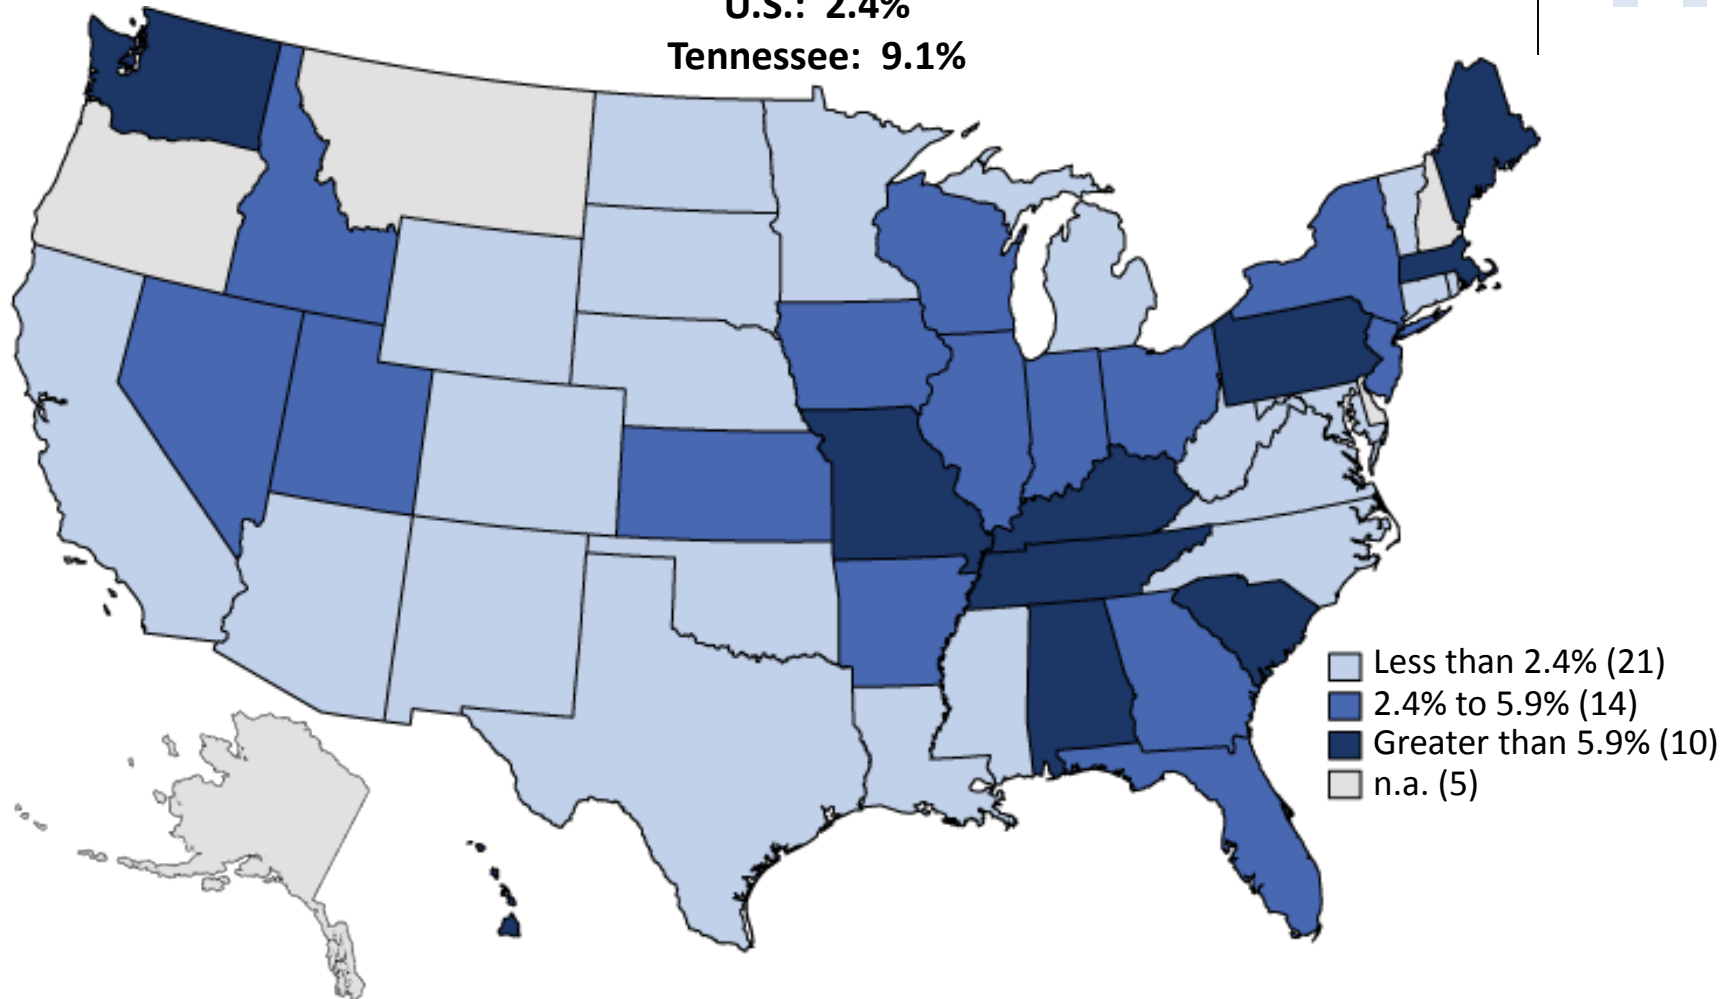 U.S.: 2.4%
Tennessee: 9.1%
Less than 2.4% (21)
2.4% to 5.9% (14)
Greater than 5.9% (10)
n.a. (5)